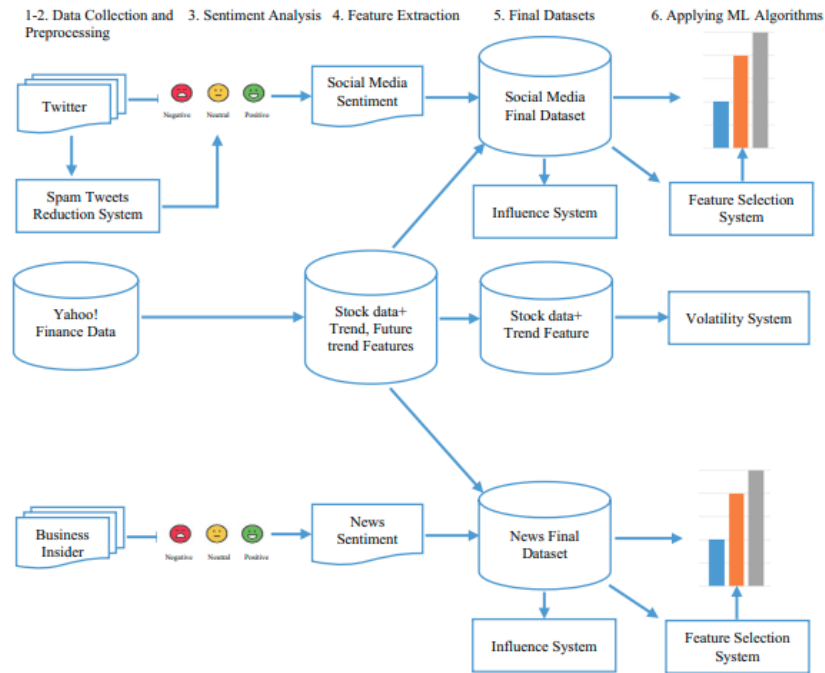 1-2. Data Collection and
Preprocessing
3. Sentiment Analysis
4. Feature Extraction
5. Final Datasets
6. Applying ML Algorithms
Twitter
Negative
Neutral
Positive
Social Media
Sentiment
Social Media
Final Dataset
Spam Tweets
Reduction System
Influence System
Feature Selection
System
Yahoo!
Finance Data
Stock data+
Trend, Future
trend Features
Stock data+
Trend Feature
Volatility System
Business
Insider
Negative
Neutral
Positive
News
Sentiment
News Final
Dataset
Influence System
Feature Selection
System